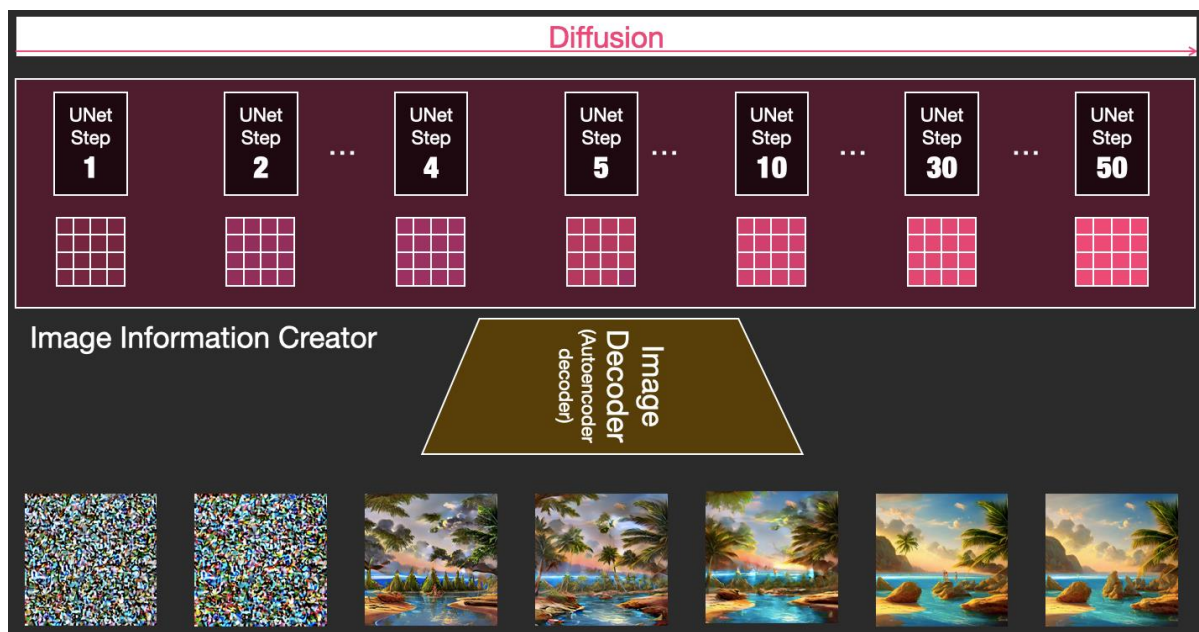 Diffusion
UNet
Step
1
UNet
Step
2
...
UNet
Step
4
UNet
Step
5
...
UNet
Step
10
...
UNet
Step
30
...
UNet
Step
50
Image Information Creator
Image
Decoder
(Autoencoder
decoder)